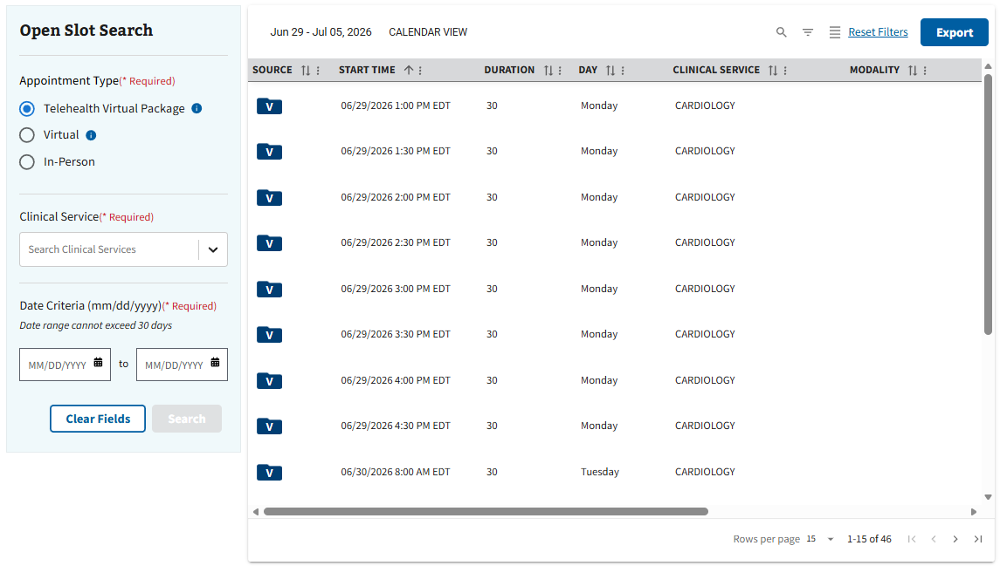 Open Slot Search
Appointment Type(* Required)
Telehealth Virtual Package
Virtual
In-Person
Clinical Service(* Required)
Search Clinical Services
Date Criteria (mm/dd/yyyy)(* Required)
Date range cannot exceed 30 days
MM/DD/YYYY to MM/DD/YYYY
Clear Fields Search
Jun 29 - Jul 05, 2026 CALENDAR VIEW Reset Filters Export
SOURCE START TIME DURATION DAY CLINICAL SERVICE MODALITY
V 06/29/2026 1:00 PM EDT 30 Monday CARDIOLOGY
V 06/29/2026 1:30 PM EDT 30 Monday CARDIOLOGY
V 06/29/2026 2:00 PM EDT 30 Monday CARDIOLOGY
V 06/29/2026 2:30 PM EDT 30 Monday CARDIOLOGY
V 06/29/2026 3:00 PM EDT 30 Monday CARDIOLOGY
V 06/29/2026 3:30 PM EDT 30 Monday CARDIOLOGY
V 06/29/2026 4:00 PM EDT 30 Monday CARDIOLOGY
V 06/29/2026 4:30 PM EDT 30 Monday CARDIOLOGY
V 06/30/2026 8:00 AM EDT 30 Tuesday CARDIOLOGY
Rows per page 15 1-15 of 46